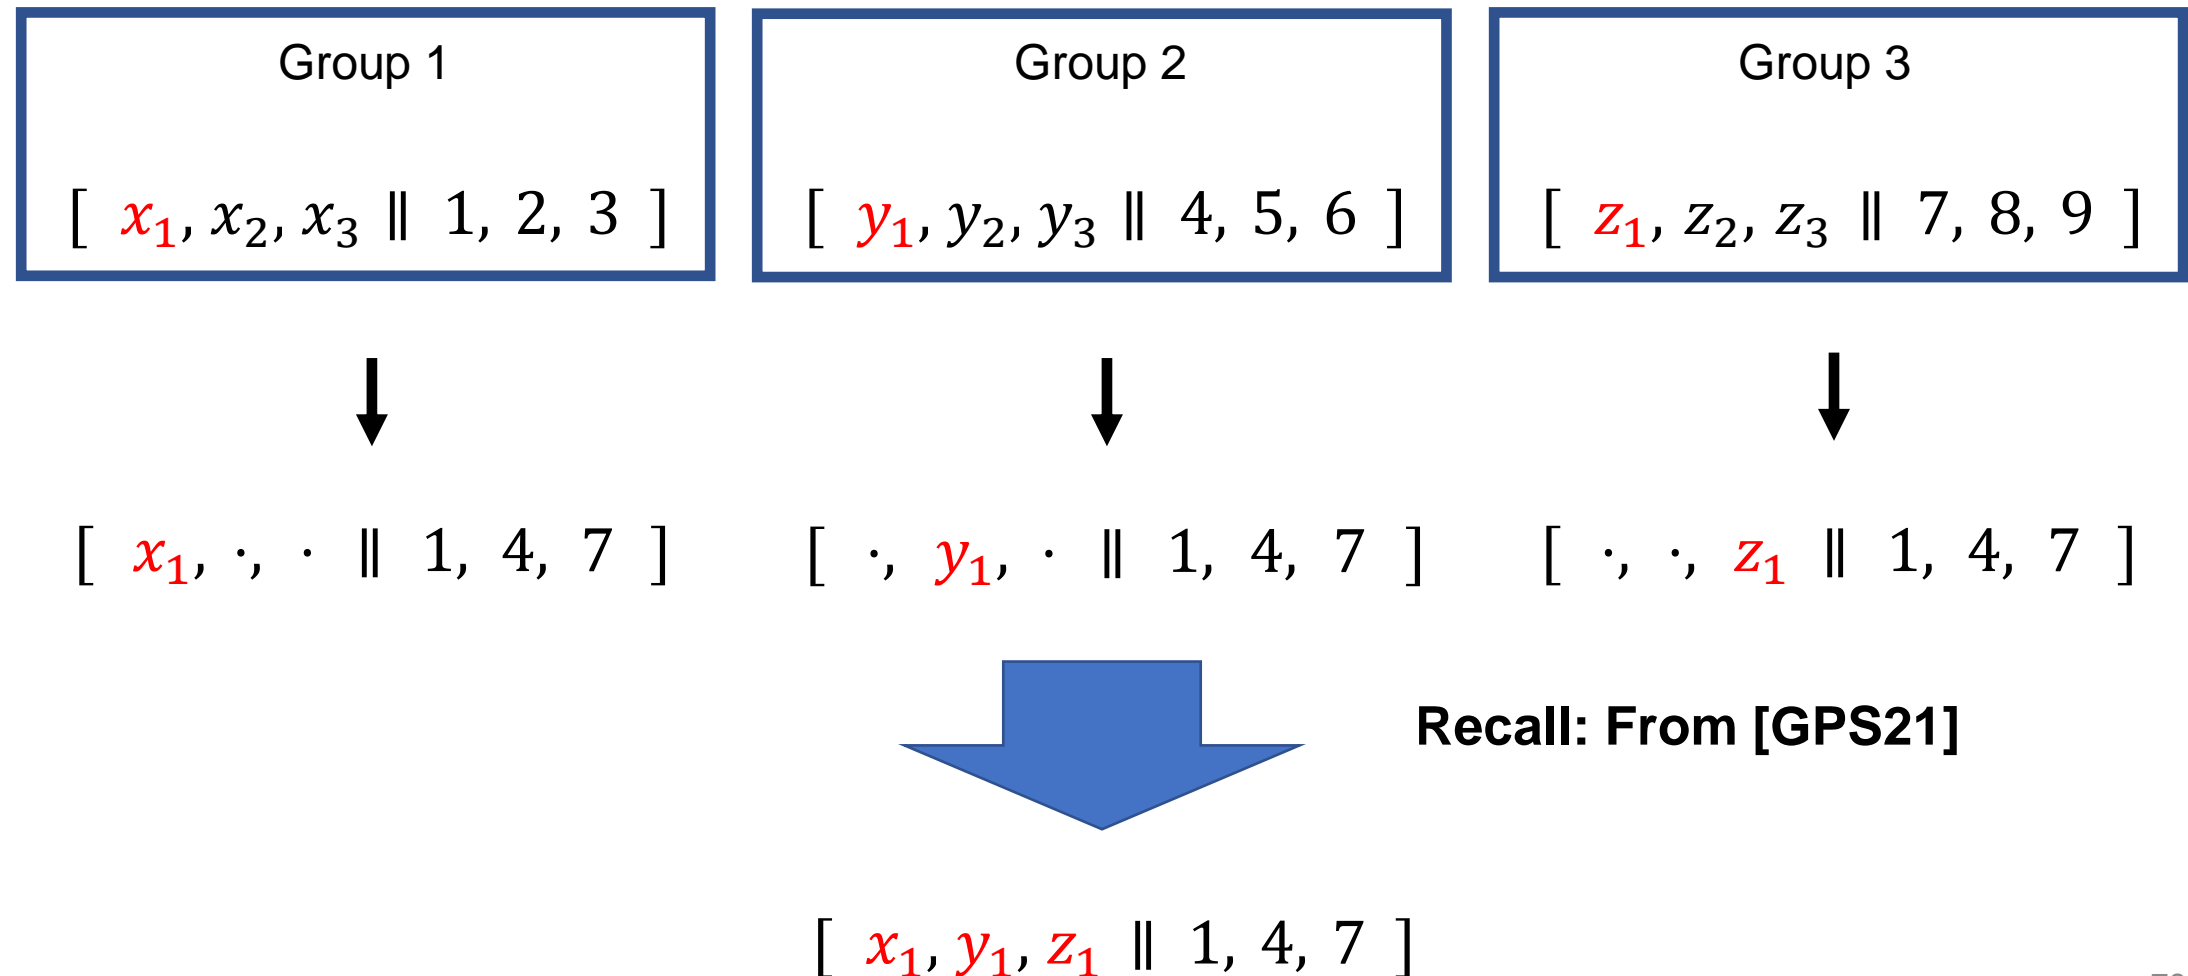 Group 1
[ x₁, x₂, x₃ ∥ 1, 2, 3 ]
Group 2
[ y₁, y₂, y₃ ∥ 4, 5, 6 ]
Group 3
[ z₁, z₂, z₃ ∥ 7, 8, 9 ]
[ x₁, ·, · ∥ 1, 4, 7 ]
[ ·, y₁, · ∥ 1, 4, 7 ]
[ ·, ·, z₁ ∥ 1, 4, 7 ]
Recall: From [GPS21]
[ x₁, y₁, z₁ ∥ 1, 4, 7 ]